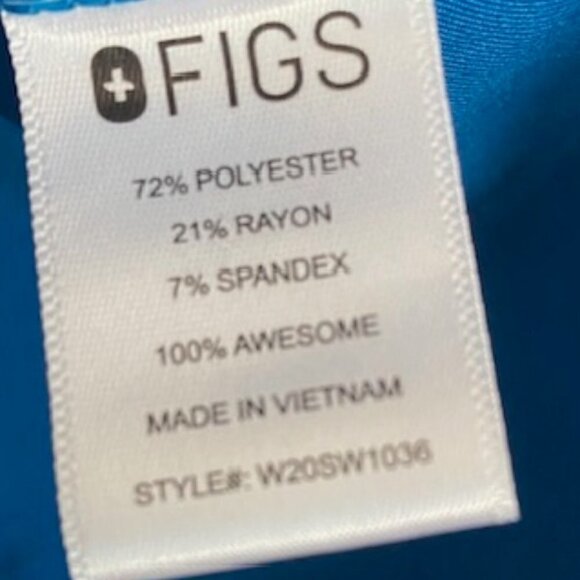 FIGS
72% POLYESTER
21% RAYON
7% SPANDEX
100% AWESOME
MADE IN VIETNAM
STYLE#: W20SW1036